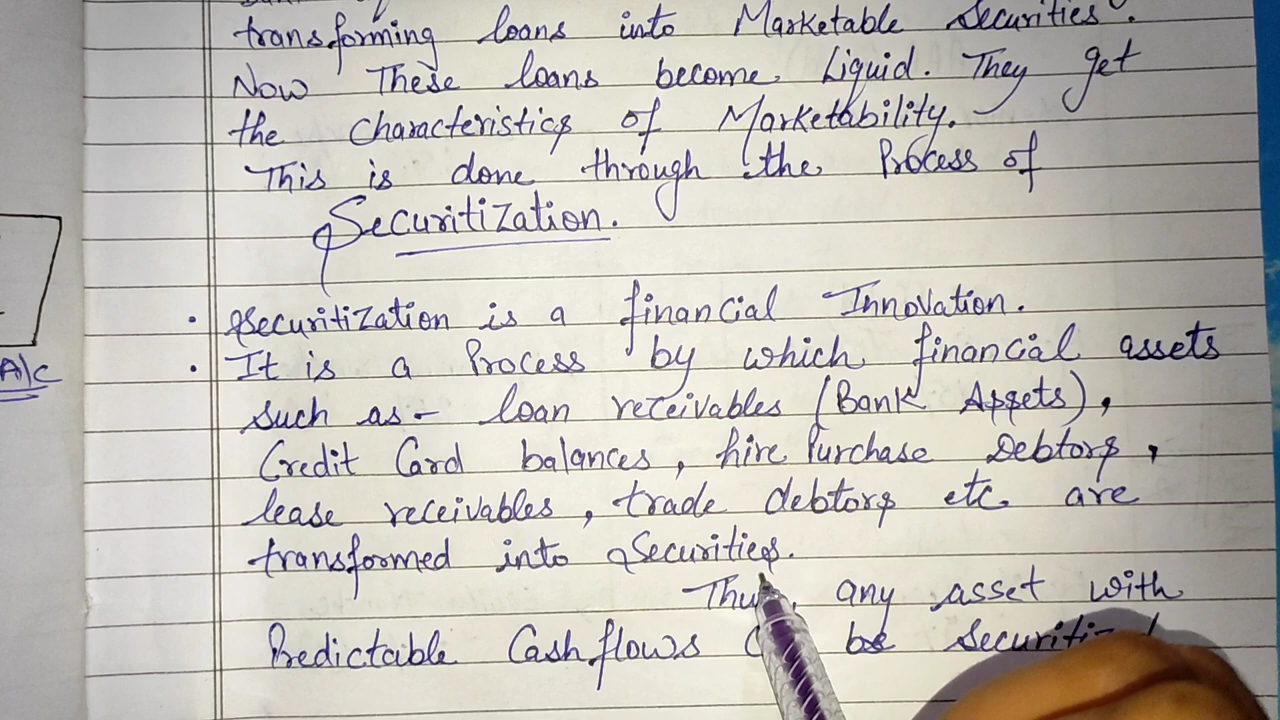 transforming loans into Marketable Securities.
Now These loans become Liquid. They get
the Characteristics of Marketability.
This is done through the Process of
Securitization.
• Securitization is a financial Innovation.
• It is a Process by which financial assets
A/c
such as - loan receivables (Bank Assets),
Credit Card balances, hire Purchase Debtors,
lease receivables, trade debtors etc. are
transformed into Securities.
any asset with
Predictable Cash flows be